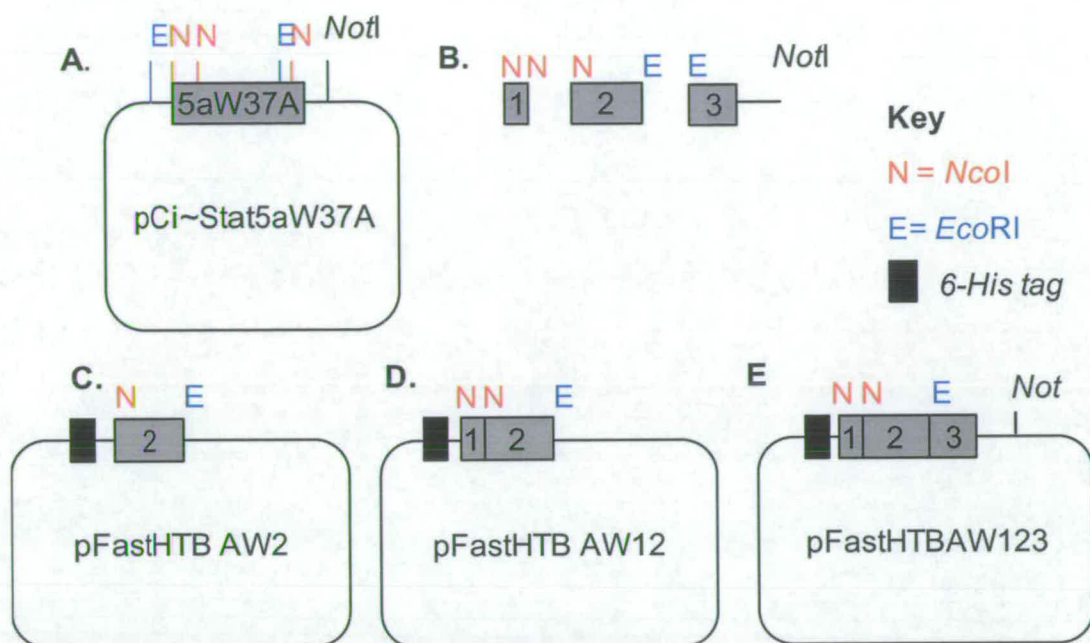 A.
E N N E N NotI
5aW37A
pCi~Stat5aW37A
B.
N N N E E NotI
1 2 3
Key
N = NcoI
E= EcoRI
6-His tag
C.
N E
2
pFastHTB AW2
D.
N N E
1 2
pFastHTB AW12
E
N N E Not
1 2 3
pFastHTBAW123